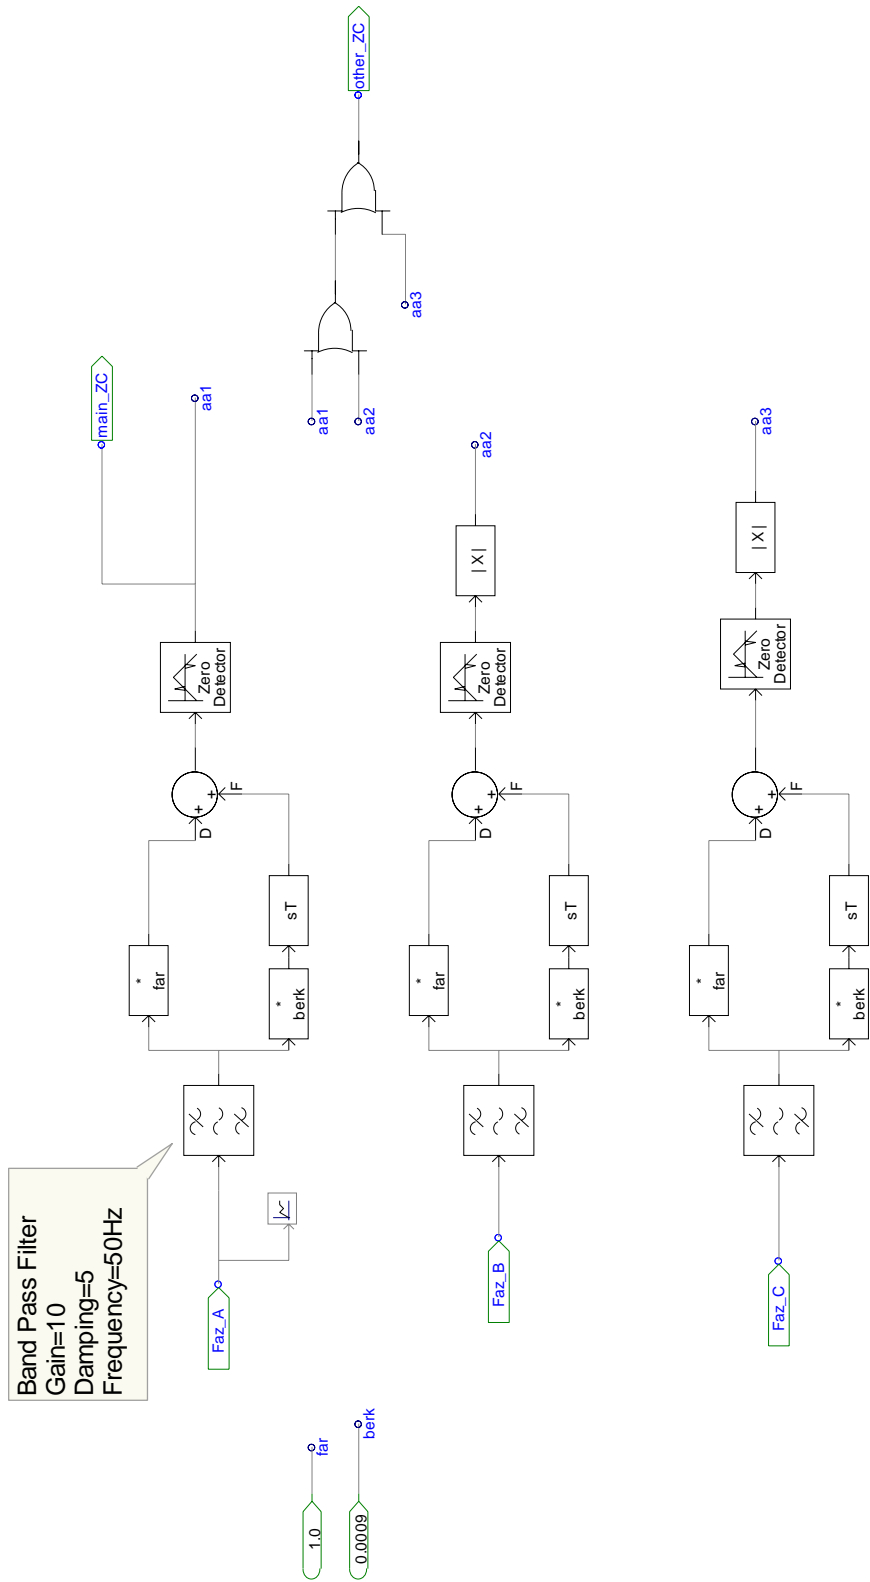 Band Pass Filter
Gain=10
Damping=5
Frequency=50Hz
1.0
far
0.0009
berk
Faz_A
*
far
*
berk
sT
D
+
+
F
Zero
Detector
main_ZC
aa1
aa1
aa2
aa3
other_ZC
Faz_B
*
far
*
berk
sT
D
+
+
F
Zero
Detector
|X|
aa2
Faz_C
*
far
*
berk
sT
D
+
+
F
Zero
Detector
|X|
aa3